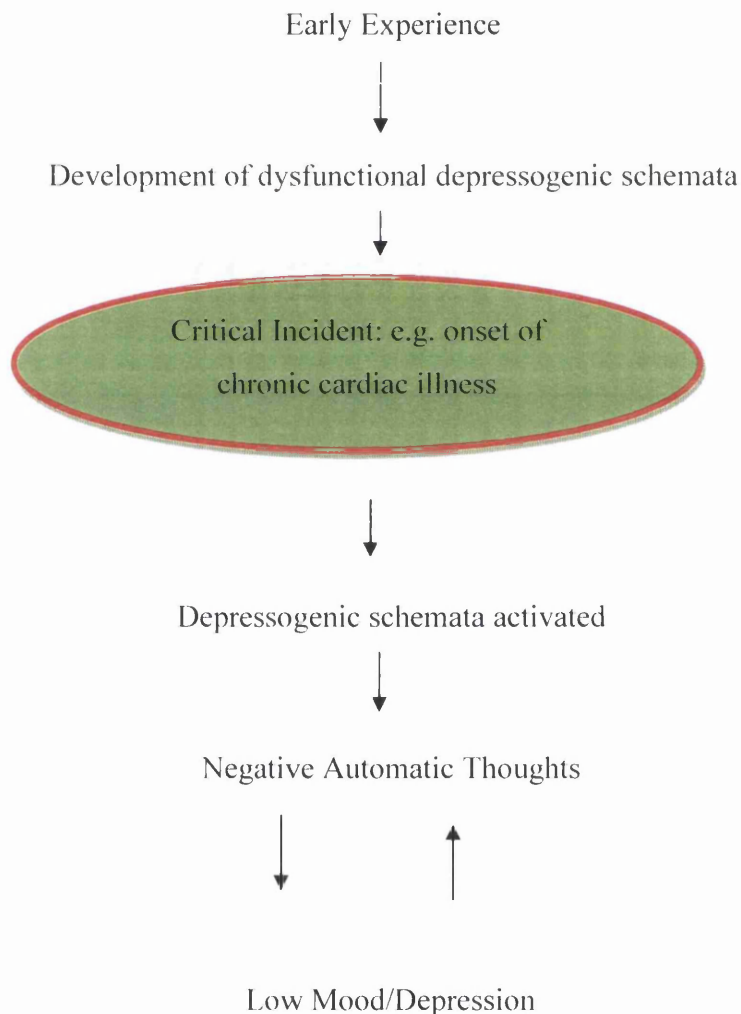 Early Experience
Development of dysfunctional depressogenic schemata
Critical Incident: e.g. onset of
chronic cardiac illness
Depressogenic schemata activated
Negative Automatic Thoughts
Low Mood/Depression